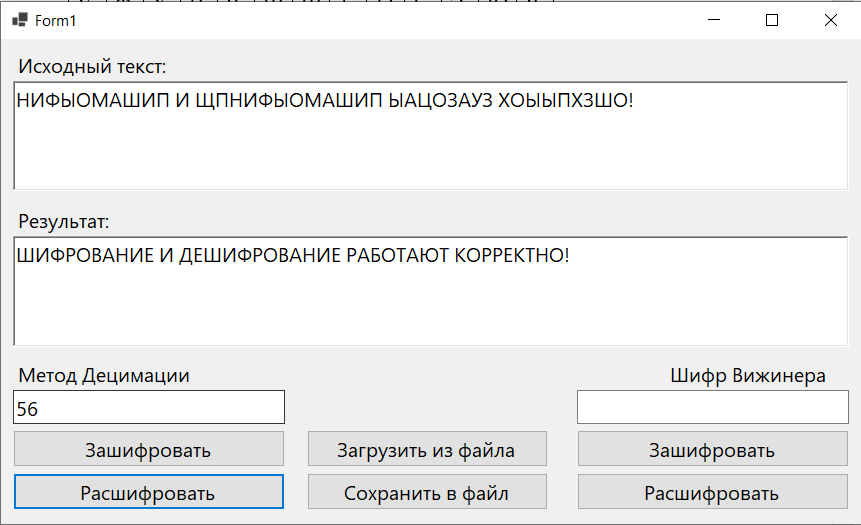 Form1
Исходный текст:
НИФЫОМАШИП И ЩПНИФЫОМАШИП ЫАЦОЗАУЗ ХОЫЫПХЗШО!
Результат:
ШИФРОВАНИЕ И ДЕШИФРОВАНИЕ РАБОТАЮТ КОРРЕКТНО!
Метод Децимации
Шифр Вижинера
56
Зашифровать
Загрузить из файла
Зашифровать
Расшифровать
Сохранить в файл
Расшифровать